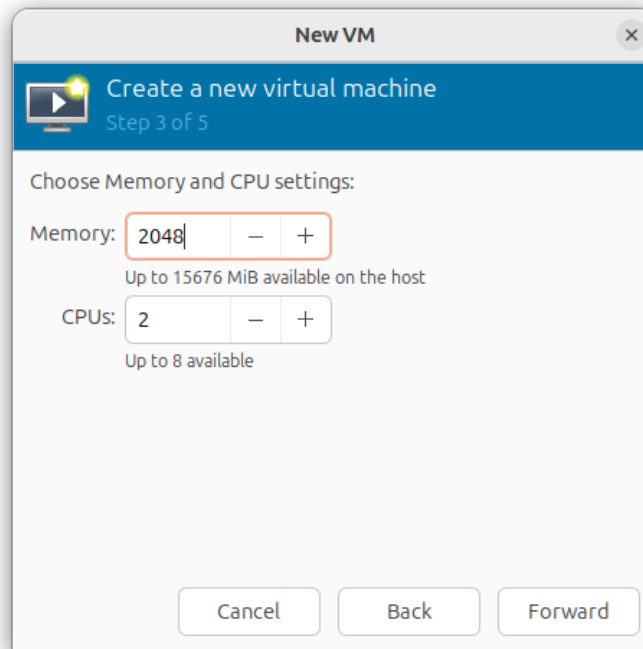 New VM
Create a new virtual machine
Step 3 of 5
Choose Memory and CPU settings:
Memory: 2048 − +
Up to 15676 MiB available on the host
CPUs: 2 − +
Up to 8 available
Cancel Back Forward